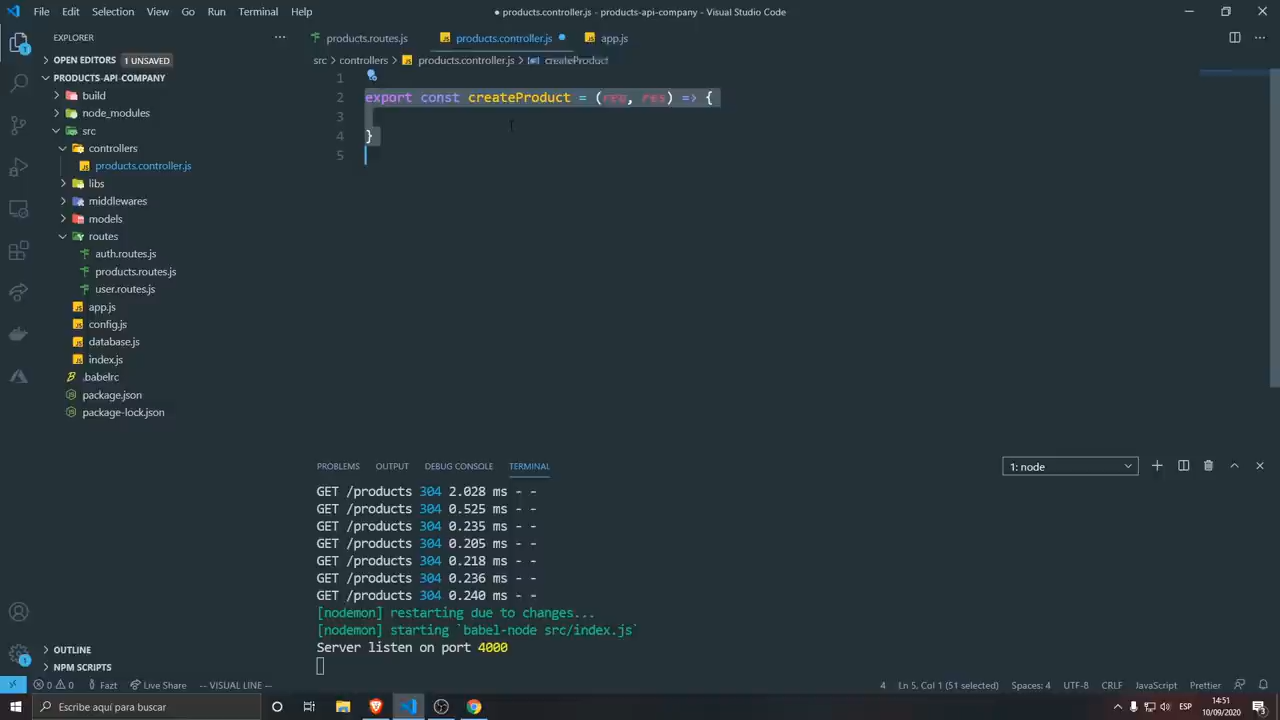 File Edit Selection View Go Run Terminal Help
● products.controller.js - products-api-company - Visual Studio Code
EXPLORER ···
products.routes.js products.controller.js ● app.js
OPEN EDITORS 1 UNSAVED
src > controllers > products.controller.js > createProduct
PRODUCTS-API-COMPANY
build
node_modules
src
controllers
products.controller.js
libs
middlewares
models
routes
auth.routes.js
products.routes.js
user.routes.js
app.js
config.js
database.js
index.js
.babelrc
package.json
package-lock.json
OUTLINE
NPM SCRIPTS
1
2 export const createProduct = (req, res) => {
3
4 }
5
PROBLEMS OUTPUT DEBUG CONSOLE TERMINAL 1: node
GET /products 304 2.028 ms - -
GET /products 304 0.525 ms - -
GET /products 304 0.235 ms - -
GET /products 304 0.205 ms - -
GET /products 304 0.218 ms - -
GET /products 304 0.236 ms - -
GET /products 304 0.240 ms - -
[nodemon] restarting due to changes...
[nodemon] starting `babel-node src/index.js`
Server listen on port 4000
0 0 Fazt Live Share -- VISUAL LINE -- 4 Ln 5, Col 1 (51 selected) Spaces: 4 UTF-8 CRLF JavaScript Prettier
Escribe aquí para buscar ESP 14:51
10/09/2020